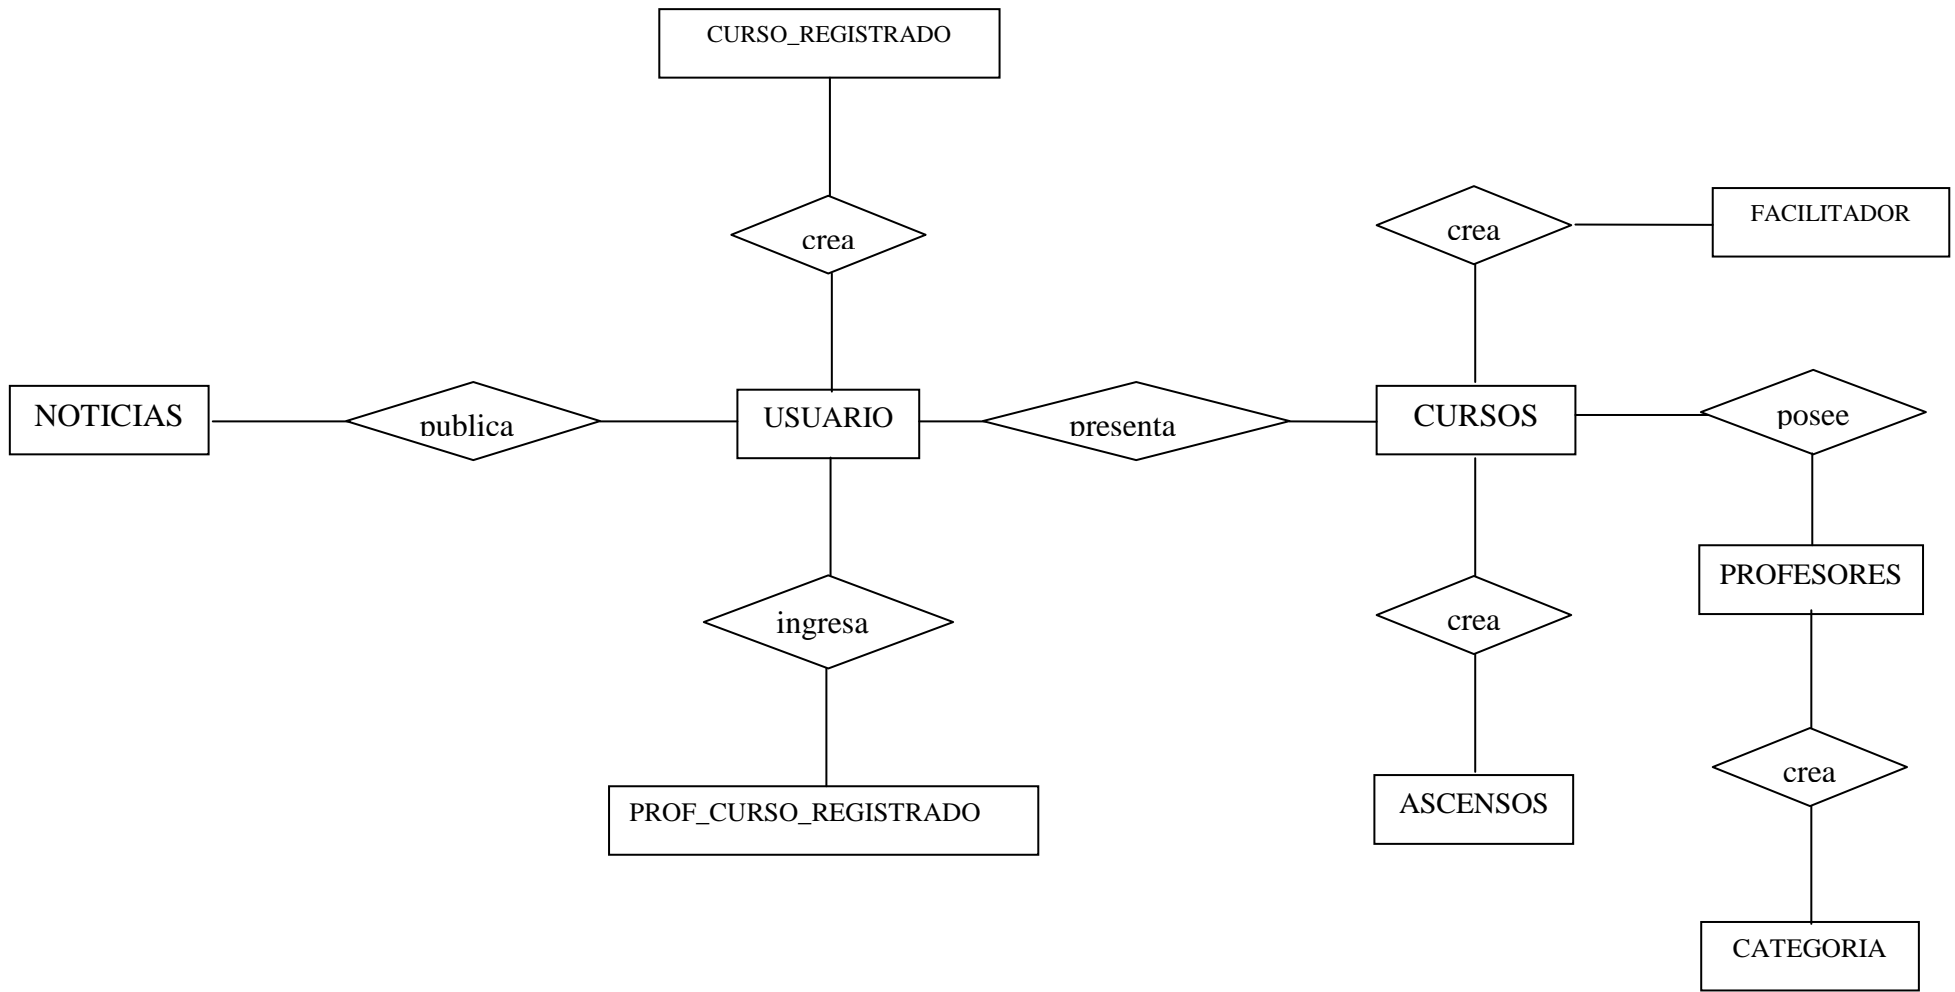 CURSO_REGISTRADO
crea
crea
FACILITADOR
NOTICIAS
publica
USUARIO
presenta
CURSOS
posee
PROFESORES
ingresa
crea
crea
PROF_CURSO_REGISTRADO
ASCENSOS
CATEGORIA